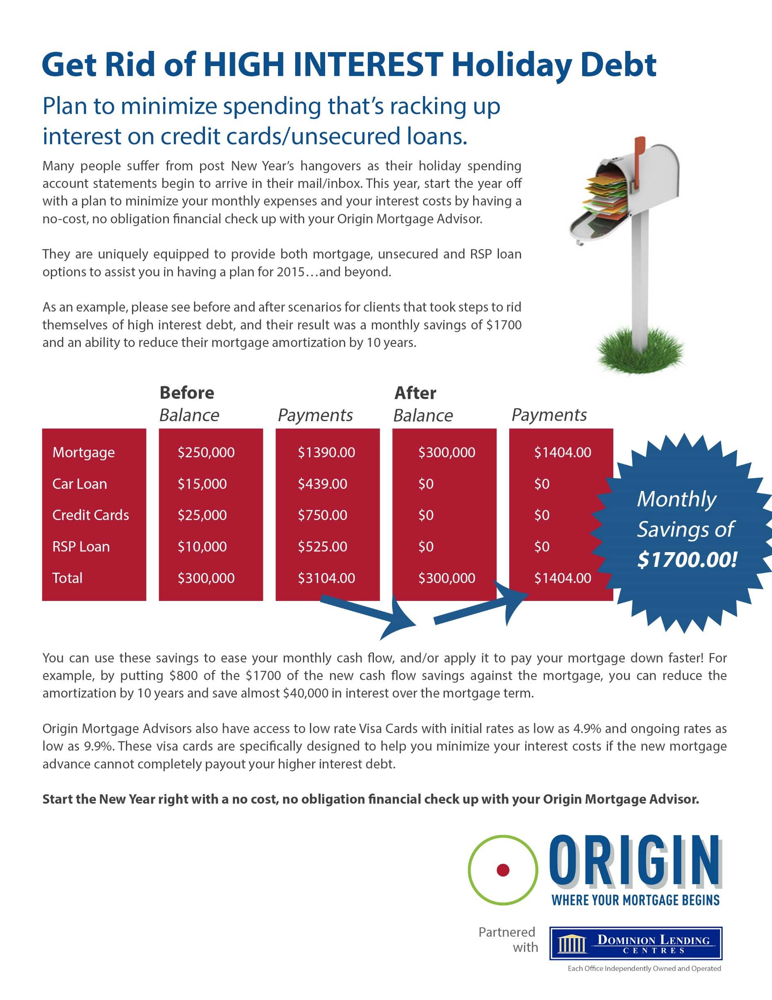 Get Rid of HIGH INTEREST Holiday Debt
Plan to minimize spending that’s racking up
interest on credit cards/unsecured loans.
Many people suffer from post New Year’s hangovers as their holiday spending
account statements begin to arrive in their mail/inbox. This year, start the year off
with a plan to minimize your monthly expenses and your interest costs by having a
no-cost, no obligation financial check up with your Origin Mortgage Advisor.
They are uniquely equipped to provide both mortgage, unsecured and RSP loan
options to assist you in having a plan for 2015…and beyond.
As an example, please see before and after scenarios for clients that took steps to rid
themselves of high interest debt, and their result was a monthly savings of $1700
and an ability to reduce their mortgage amortization by 10 years.
Before After
Balance Payments Balance Payments
Mortgage $250,000 $1390.00 $300,000 $1404.00
Car Loan $15,000 $439.00 $0 $0
Credit Cards $25,000 $750.00 $0 $0
RSP Loan $10,000 $525.00 $0 $0
Total $300,000 $3104.00 $300,000 $1404.00
Monthly
Savings of
$1700.00!
You can use these savings to ease your monthly cash flow, and/or apply it to pay your mortgage down faster! For
example, by putting $800 of the $1700 of the new cash flow savings against the mortgage, you can reduce the
amortization by 10 years and save almost $40,000 in interest over the mortgage term.
Origin Mortgage Advisors also have access to low rate Visa Cards with initial rates as low as 4.9% and ongoing rates as
low as 9.9%. These visa cards are specifically designed to help you minimize your interest costs if the new mortgage
advance cannot completely payout your higher interest debt.
Start the New Year right with a no cost, no obligation financial check up with your Origin Mortgage Advisor.
ORIGIN
WHERE YOUR MORTGAGE BEGINS
Partnered
with
DOMINION LENDING
CENTRES
Each Office Independently Owned and Operated